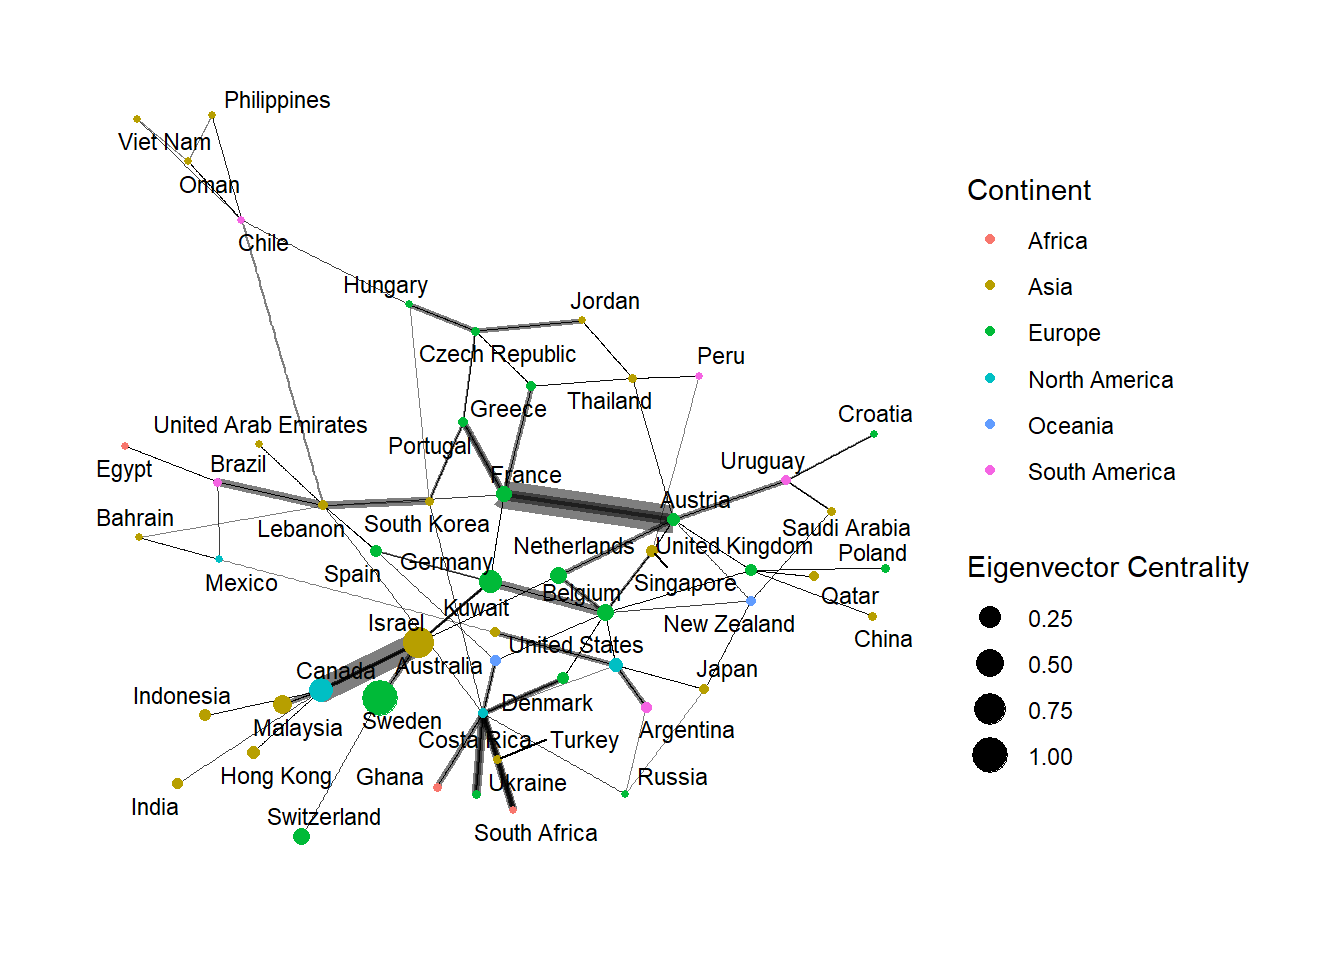 Philippines
Viet Nam
Oman
Chile
Hungary
Jordan
Czech Republic
Peru
Thailand
Greece
Croatia
United Arab Emirates
Portugal
Uruguay
Egypt
Brazil
France
Austria
Bahrain
Lebanon
South Korea
Saudi Arabia
Netherlands
United Kingdom
Poland
Mexico
Spain
Germany
Singapore
Belgium
Qatar
Kuwait
New Zealand
China
Israel
United States
Canada
Australia
Japan
Indonesia
Malaysia
Sweden
Denmark
Argentina
Costa Rica
Turkey
Hong Kong
Ghana
Ukraine
Russia
India
Switzerland
South Africa
Continent
Africa
Asia
Europe
North America
Oceania
South America
Eigenvector Centrality
0.25
0.50
0.75
1.00